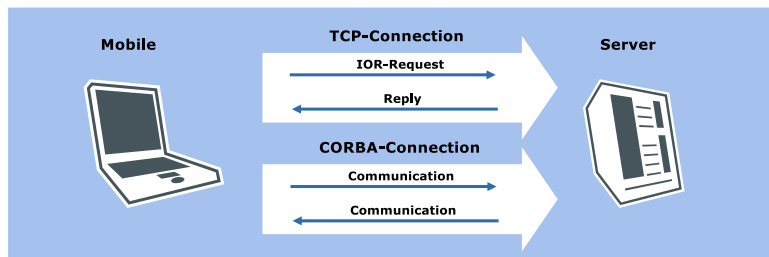 Mobile
TCP-Connection
Server
IOR-Request
Reply
CORBA-Connection
Communication
Communication